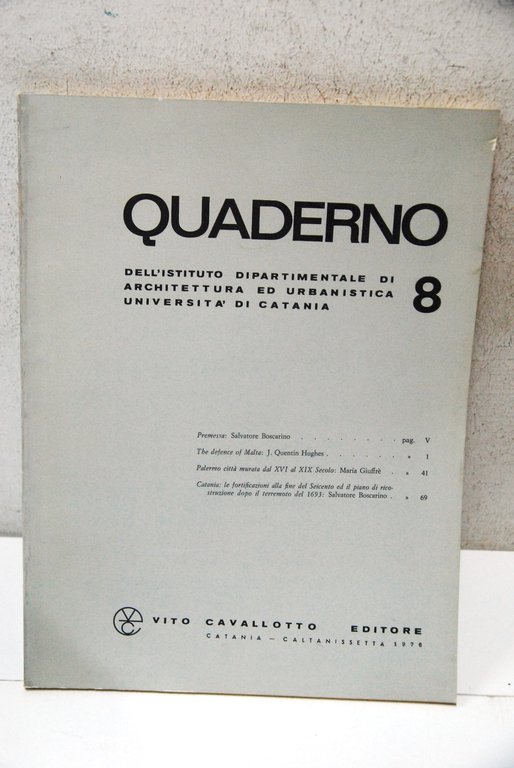 QUADERNO
DELL'ISTITUTO DIPARTIMENTALE DI
ARCHITETTURA ED URBANISTICA
UNIVERSITA' DI CATANIA
8
Premessa: Salvatore Boscarino . . . . . . . . . pag. V
The defence of Malta: J. Quentin Hughes . . . . . . . . » 1
Palermo città murata dal XVI al XIX Secolo: Maria Giuffrè . » 41
Catania: le fortificazioni alla fine del Seicento ed il piano di rico-
struzione dopo il terremoto del 1693: Salvatore Boscarino . » 69
VITO CAVALLOTTO EDITORE
CATANIA — CALTANISSETTA 1976